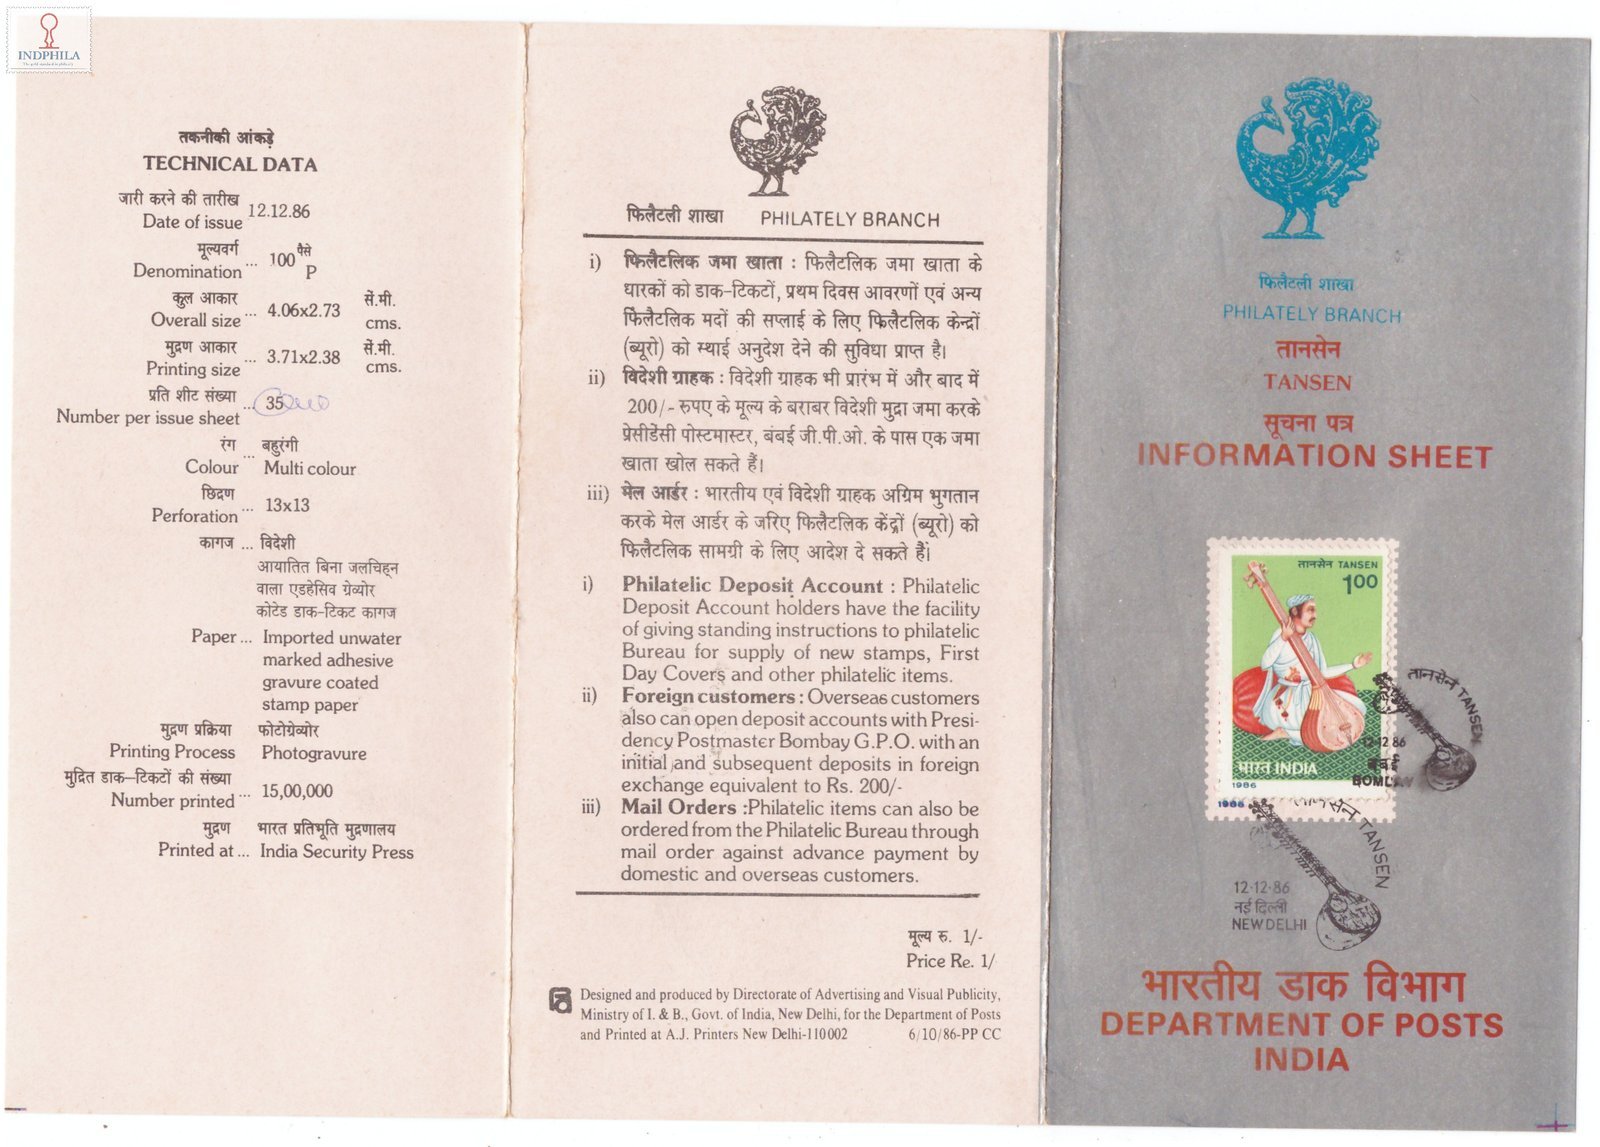 INDPHILA
तकनीकी आंकड़े
TECHNICAL DATA
जारी करने की तारीख
Date of issue 12.12.86
मूल्यवर्ग
Denomination ... 100 पैसे P
कुल आकार
Overall size ... 4.06x2.73 सें.मी. cms.
मुद्रण आकार
Printing size ... 3.71x2.38 सें.मी. cms.
प्रति शीट संख्या
Number per issue sheet ... 35
रंग ... बहुरंगी
Colour Multi colour
छिद्रण
Perforation ... 13x13
कागज ... विदेशी
आयातित बिना जलचिह्न
वाला एडहेसिव ग्रेव्योर
कोटेड डाक-टिकट कागज
Paper ... Imported unwater
marked adhesive
gravure coated
stamp paper
मुद्रण प्रक्रिया फोटोग्रेव्योर
Printing Process Photogravure
मुद्रित डाक-टिकटों की संख्या
Number printed ... 15,00,000
मुद्रण भारत प्रतिभूति मुद्रणालय
Printed at ... India Security Press
फिलैटली शाखा PHILATELY BRANCH
i) फिलैटलिक जमा खाता : फिलैटलिक जमा खाता के
धारकों को डाक-टिकटों, प्रथम दिवस आवरणों एवं अन्य
फिलैटलिक मदों की सप्लाई के लिए फिलैटलिक केन्द्रों
(ब्यूरो) को स्थाई अनुदेश देने की सुविधा प्राप्त है।
ii) विदेशी ग्राहक : विदेशी ग्राहक भी प्रारंभ में और बाद में
200/- रुपए के मूल्य के बराबर विदेशी मुद्रा जमा करके
प्रेसीडेंसी पोस्टमास्टर, बंबई जी.पी.ओ. के पास एक जमा
खाता खोल सकते हैं।
iii) मेल आर्डर : भारतीय एवं विदेशी ग्राहक अग्रिम भुगतान
करके मेल आर्डर के जरिए फिलैटलिक केंद्रों (ब्यूरो) को
फिलैटलिक सामग्री के लिए आदेश दे सकते हैं।
i) Philatelic Deposit Account : Philatelic
Deposit Account holders have the facility
of giving standing instructions to philatelic
Bureau for supply of new stamps, First
Day Covers and other philatelic items.
ii) Foreign customers : Overseas customers
also can open deposit accounts with Presi-
dency Postmaster Bombay G.P.O. with an
initial and subsequent deposits in foreign
exchange equivalent to Rs. 200/-
iii) Mail Orders :Philatelic items can also be
ordered from the Philatelic Bureau through
mail order against advance payment by
domestic and overseas customers.
मूल्य रु. 1/-
Price Re. 1/
Designed and produced by Directorate of Advertising and Visual Publicity,
Ministry of I. & B., Govt. of India, New Delhi, for the Department of Posts
and Printed at A.J. Printers New Delhi-110002 6/10/86-PP CC
फिलैटली शाखा
PHILATELY BRANCH
तानसेन
TANSEN
सूचना पत्र
INFORMATION SHEET
तानसेन TANSEN
1.00
भारत INDIA
1986
तानसेन TANSEN
12.12.86
बंबई
BOMBAY
1986
तानसेन TANSEN
12.12.86
नई दिल्ली
NEW DELHI
भारतीय डाक विभाग
DEPARTMENT OF POSTS
INDIA